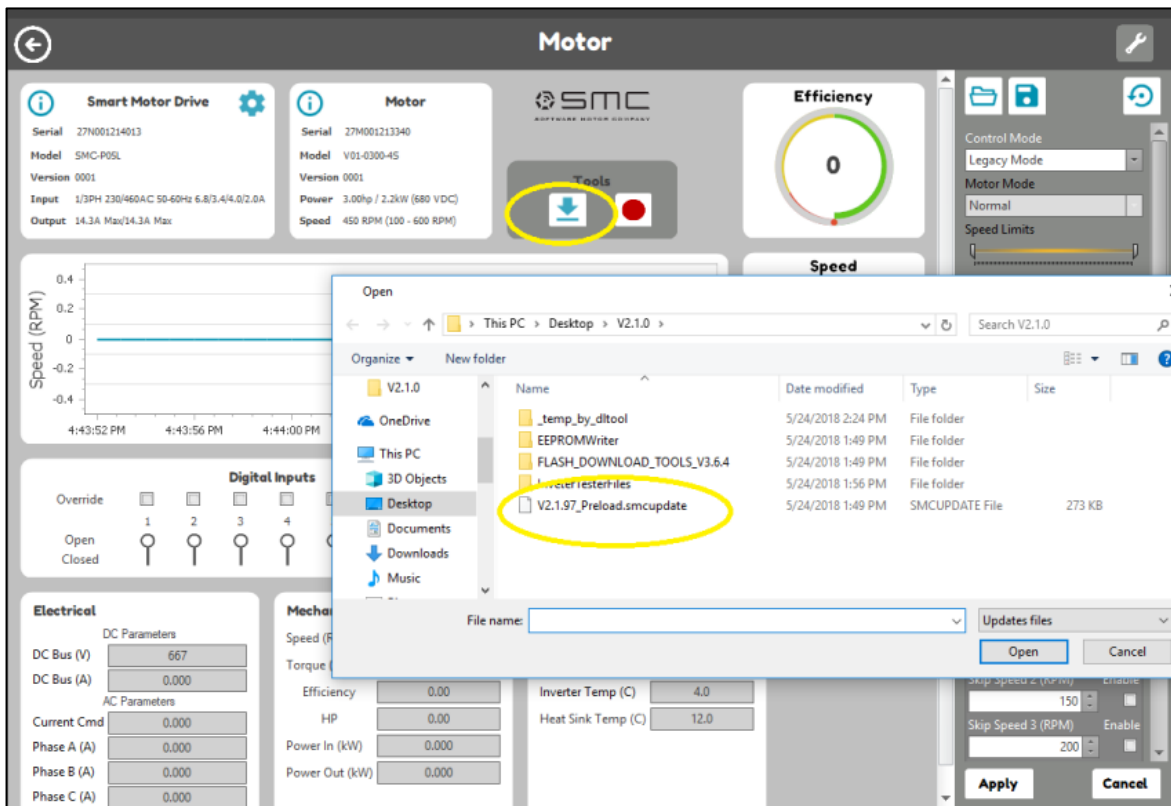 Motor
Smart Motor Drive
Serial 27N001214013
Model SMC-P05L
Version 0001
Input 1/3PH 230/460AC 50-60Hz 6.8/3.4/4.0/2.0A
Output 14.3A Max/14.3A Max
Motor
Serial 27M001213340
Model V01-0300-4S
Version 0001
Power 3.00hp / 2.2kW (680 VDC)
Speed 450 RPM (100 - 600 RPM)
SMC
SOFTWARE MOTOR COMPANY
Tools
Efficiency
0
Speed
Control Mode
Legacy Mode
Motor Mode
Normal
Speed Limits
Speed (RPM)
0.4
0.2
0
-0.2
-0.4
4:43:52 PM 4:43:56 PM 4:44:00 PM
Digital Inputs
Override
1 2 3 4
Open
Closed
Open
This PC > Desktop > V2.1.0 >
Search V2.1.0
Organize
New folder
V2.1.0
OneDrive
This PC
3D Objects
Desktop
Documents
Downloads
Music
Name Date modified Type Size
_temp_by_dltool 5/24/2018 2:24 PM File folder
EEPROMWriter 5/24/2018 1:49 PM File folder
FLASH_DOWNLOAD_TOOLS_V3.6.4 5/24/2018 1:49 PM File folder
5/24/2018 1:56 PM File folder
V2.1.97_Preload.smcupdate 5/24/2018 1:49 PM SMCUPDATE File 273 KB
File name:
Updates files
Open
Cancel
Electrical
DC Parameters
DC Bus (V) 667
DC Bus (A) 0.000
AC Parameters
Current Cmd 0.000
Phase A (A) 0.000
Phase B (A) 0.000
Phase C (A) 0.000
Efficiency 0.00
HP 0.00
Power In (kW) 0.000
Power Out (kW) 0.000
Inverter Temp (C) 4.0
Heat Sink Temp (C) 12.0
Skip Speed 2 (RPM) Enable
150
Skip Speed 3 (RPM) Enable
200
Apply
Cancel